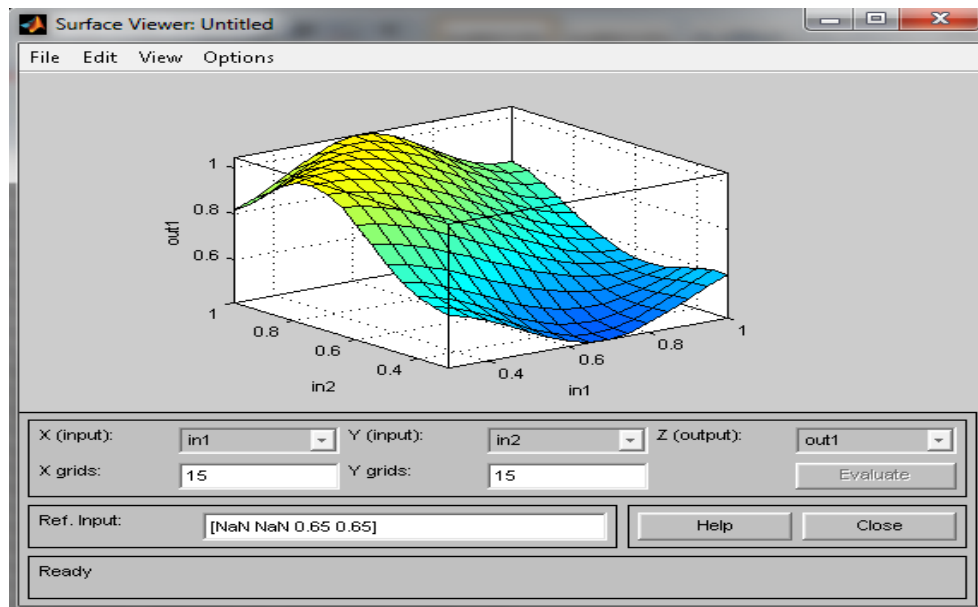 Surface Viewer: Untitled
File Edit View Options
1
0.8
0.6
out1
1
0.8
0.6
0.4
in2
0.4
0.6
0.8
1
in1
X (input): in1 Y (input): in2 Z (output): out1
X grids: 15 Y grids: 15 Evaluate
Ref. Input: [NaN NaN 0.65 0.65] Help Close
Ready